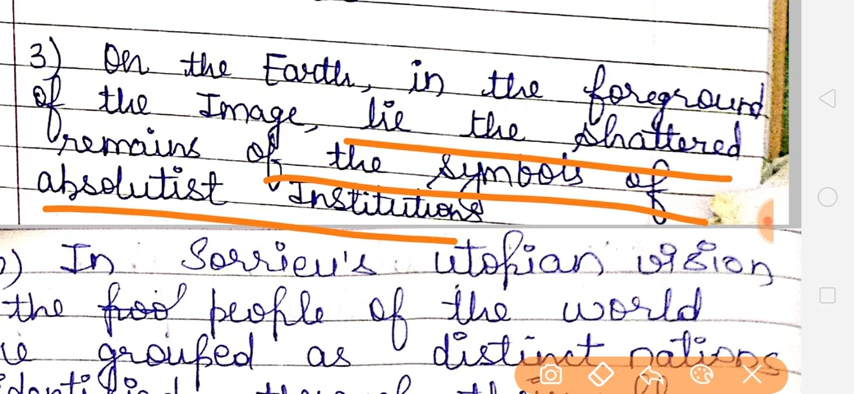 3) On the Earth, in the foreground
of the Image, lie the shattered
remains of the symbols of
absolutist Institutions
) In Sorrieu's utopian vision
the people of the world
grouped as distinct nations